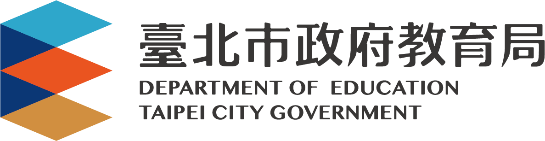 臺北市政府教育局
DEPARTMENT OF EDUCATION
TAIPEI CITY GOVERNMENT